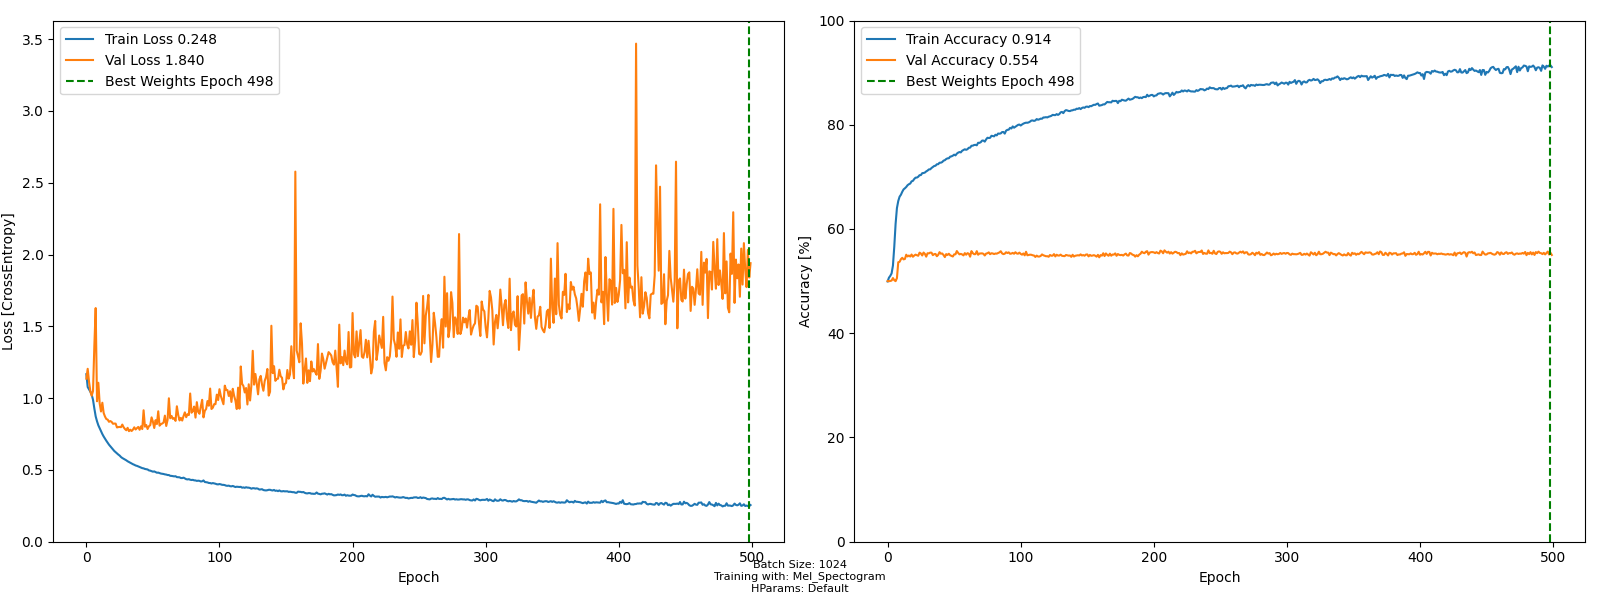 Train Loss 0.248
Val Loss 1.840
Best Weights Epoch 498
3.5
3.0
2.5
2.0
1.5
1.0
0.5
0.0
Loss [CrossEntropy]
0 100 200 300 400 500
Epoch
Train Accuracy 0.914
Val Accuracy 0.554
Best Weights Epoch 498
100
80
60
40
20
0
Accuracy [%]
0 100 200 300 400 500
Epoch
Batch Size: 1024
Training with: Mel_Spectogram
HParams: Default